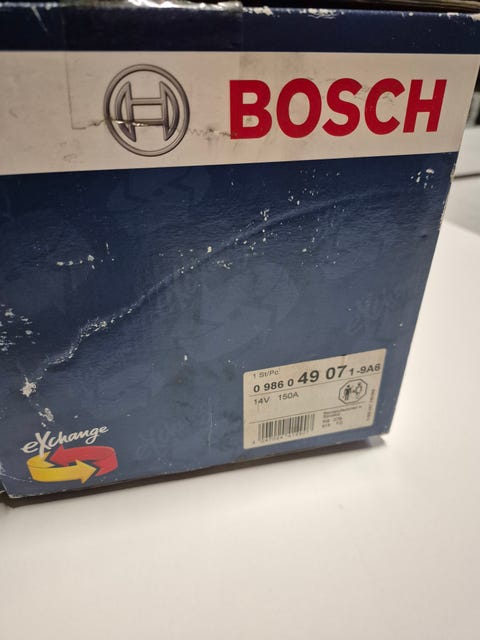 BOSCH
1 St/Pc
0 986 0 49 07 1-9A6
14V 150A
eXchange